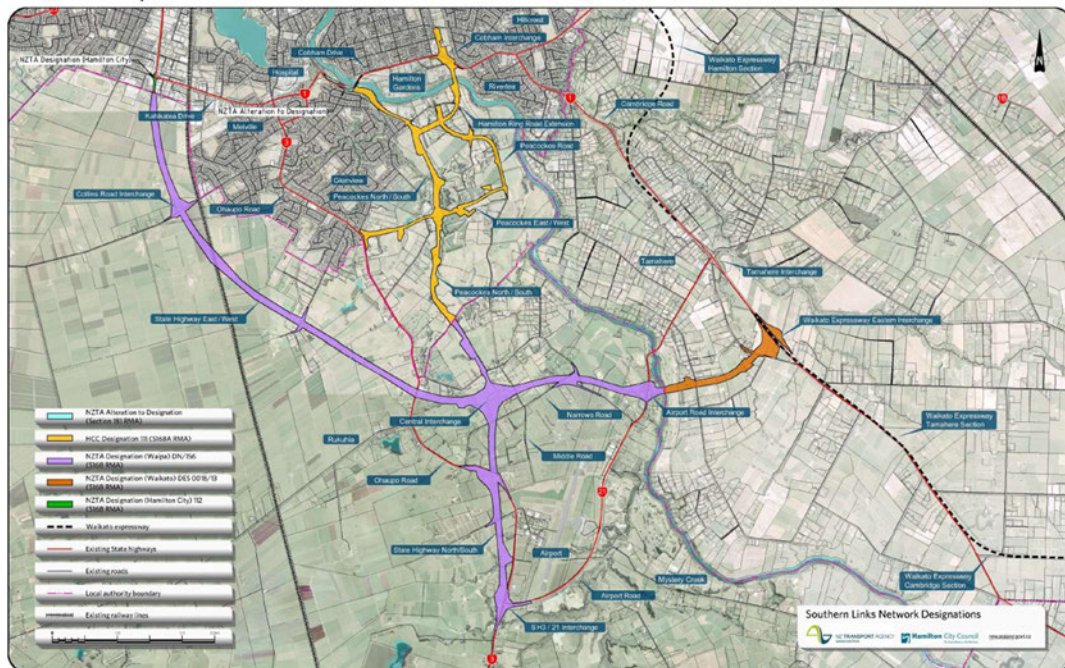 Hillcrest
Cobham Interchange
Cobham Drive
NZTA Designation (Hamilton City)
Waikato Expressway
Hamilton Section
N
Hospital
Hamilton
Gardens
Riverlea
1
1
Cambridge Road
Kahikatea Drive
NZTA Alteration to Designation
Melville
Hamilton Ring Road Extension
3
Peacockes Road
Glenview
Peacockes North / South
Collins Road Interchange
Ohaupo Road
Peacockes East / West
Tamahere
Tamahere Interchange
Peacockes North / South
State Highway East / West
Waikato Expressway Eastern Interchange
NZTA Alteration to Designation
(Section 181 RMA)
HCC Designation 111 (S168A RMA)
NZTA Designation (Waipa) DN/156
(S168 RMA)
NZTA Designation (Waikato) DES 0018/13
(S168 RMA)
NZTA Designation (Hamilton City) 112
(S168 RMA)
Waikato expressway
Existing State highways
Existing roads
Local authority boundary
Existing railway lines
Central Interchange
Narrows Road
Airport Road Interchange
Waikato Expressway
Tamahere Section
Rukuhia
Middle Road
Ohaupo Road
21
State Highway North/South
Airport
Mystery Creek
Airport Road
Waikato Expressway
Cambridge Section
SH3 / 21 Interchange
3
Southern Links Network Designations
NZ TRANSPORT AGENCY
Hamilton City Council